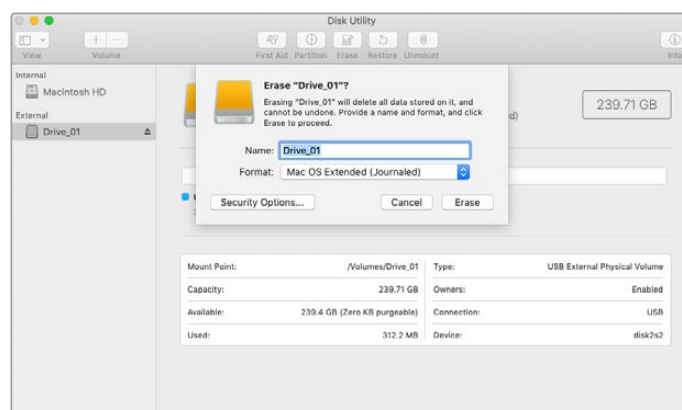 Disk Utility
View
Volume
First Aid
Partition
Erase
Restore
Unmount
Info
Internal
Macintosh HD
External
Drive_01
Erase "Drive_01"?
Erasing "Drive_01" will delete all data stored on it, and
cannot be undone. Provide a name and format, and click
Erase to proceed.
d)
239.71 GB
Name: Drive_01
Format: Mac OS Extended (Journaled)
Security Options...
Cancel
Erase
Mount Point: /Volumes/Drive_01
Type: USB External Physical Volume
Capacity: 239.71 GB
Owners: Enabled
Available: 239.4 GB (Zero KB purgeable)
Connection: USB
Used: 312.2 MB
Device: disk2s2